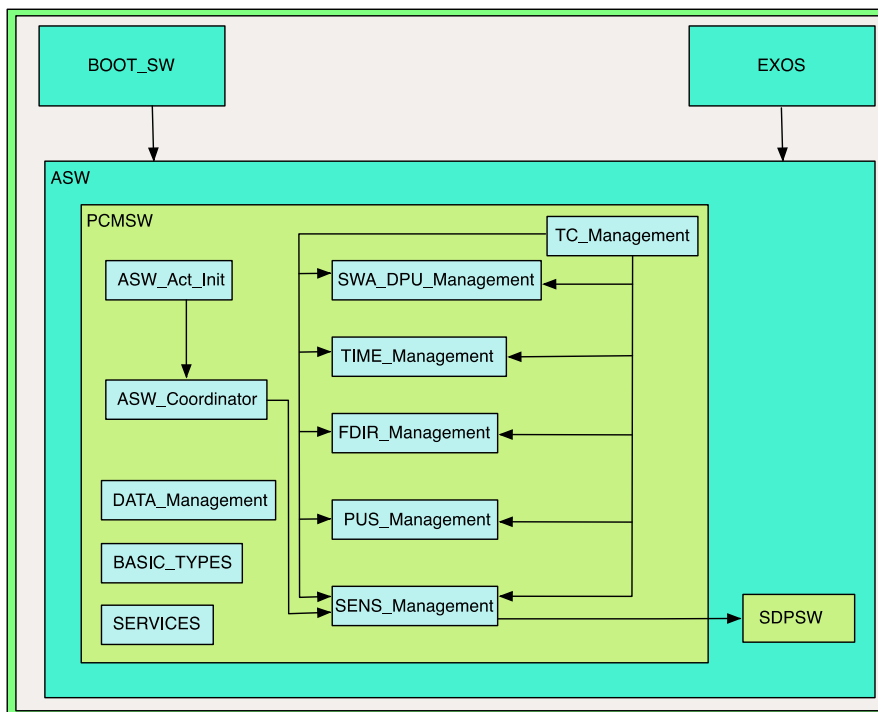 BOOT_SW
EXOS
ASW
PCMSW
TC_Management
ASW_Act_Init
SWA_DPU_Management
TIME_Management
ASW_Coordinator
FDIR_Management
DATA_Management
PUS_Management
BASIC_TYPES
SENS_Management
SERVICES
SDPSW